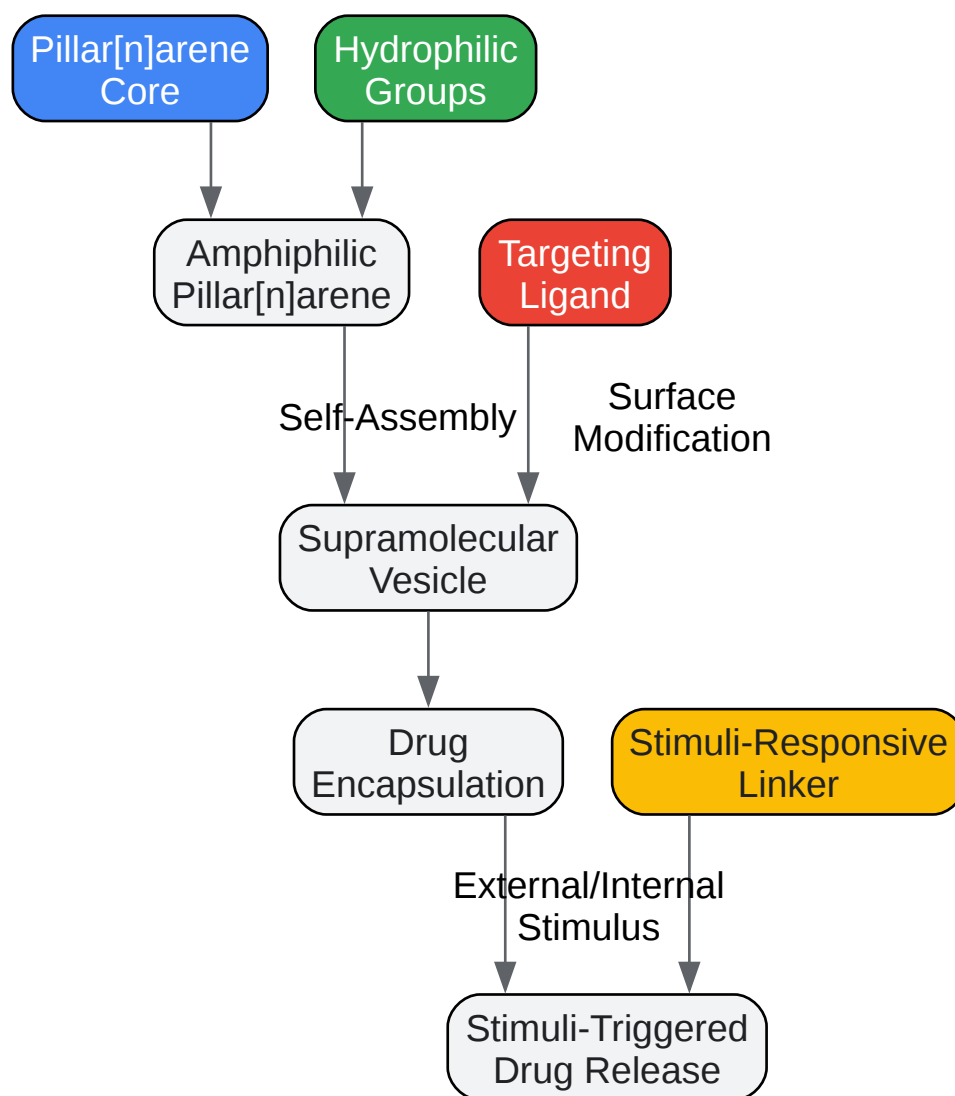 Pillar[n]arene
Core
Hydrophilic
Groups
Amphiphilic
Pillar[n]arene
Targeting
Ligand
Self-Assembly
Surface
Modification
Supramolecular
Vesicle
Drug
Encapsulation
Stimuli-Responsive
Linker
External/Internal
Stimulus
Stimuli-Triggered
Drug Release